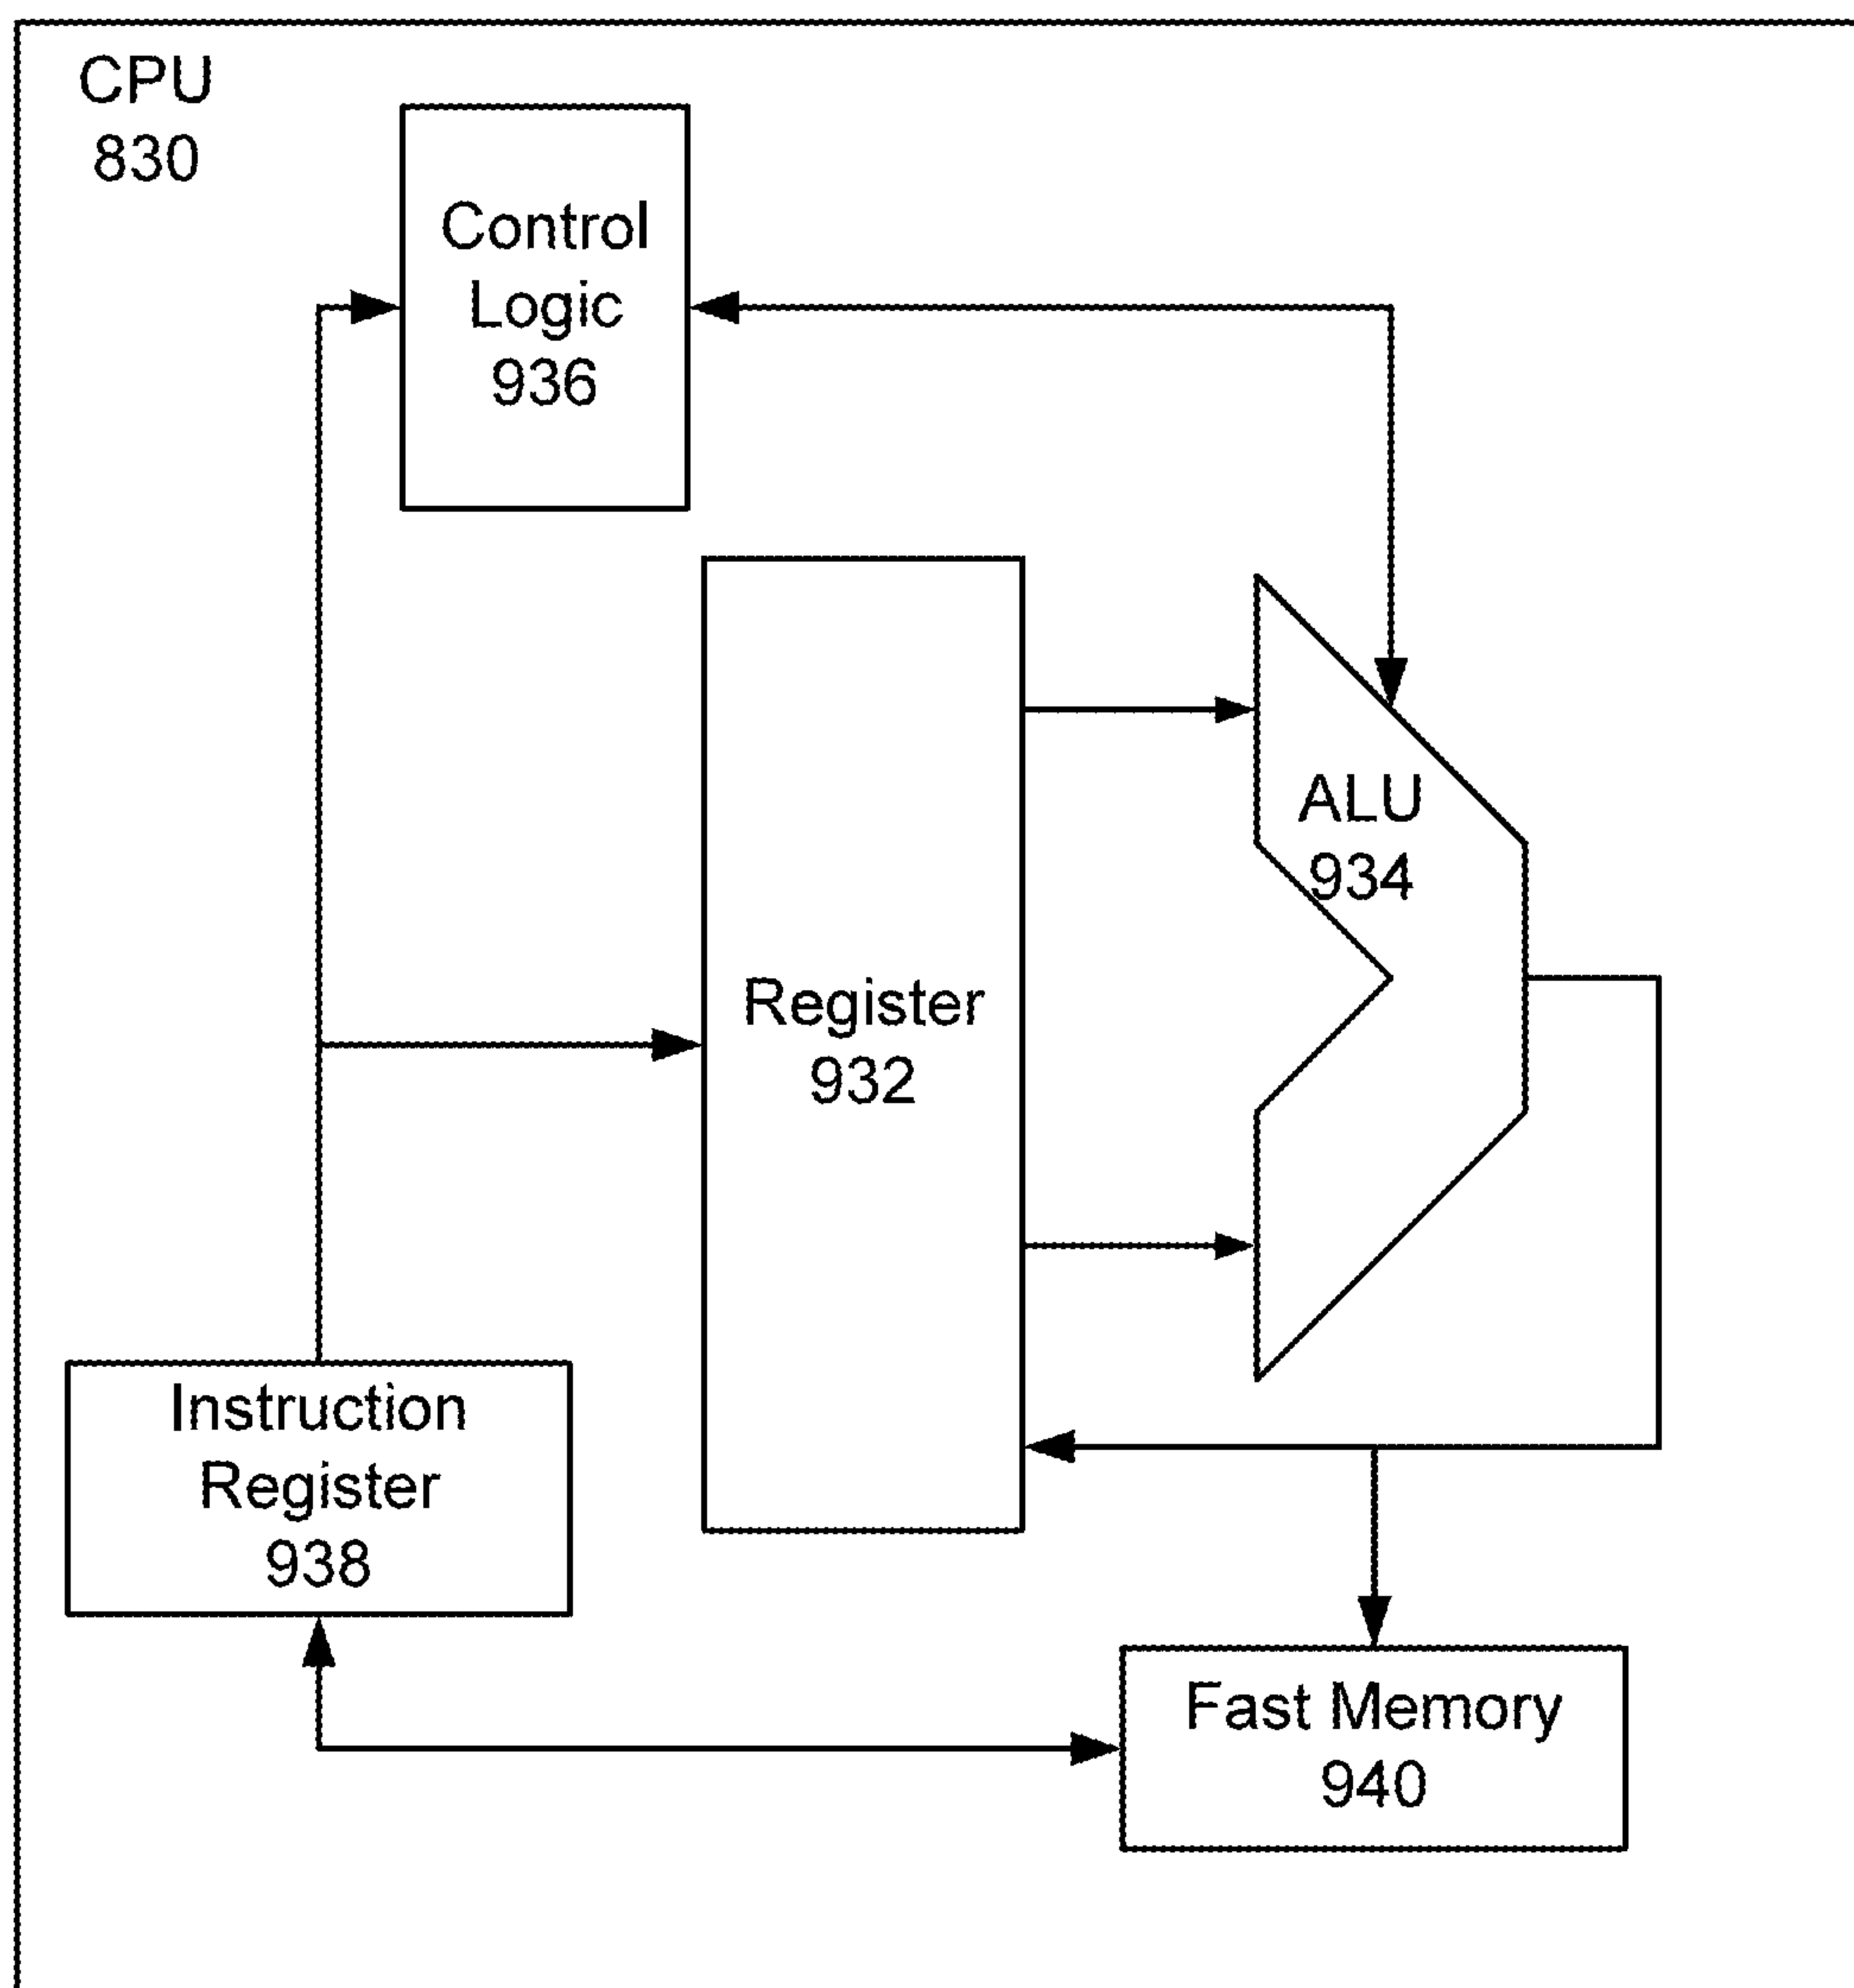 CPU
830
Control
Logic
936
ALU
934
Register
932
Instruction
Register
938
Fast Memory
940